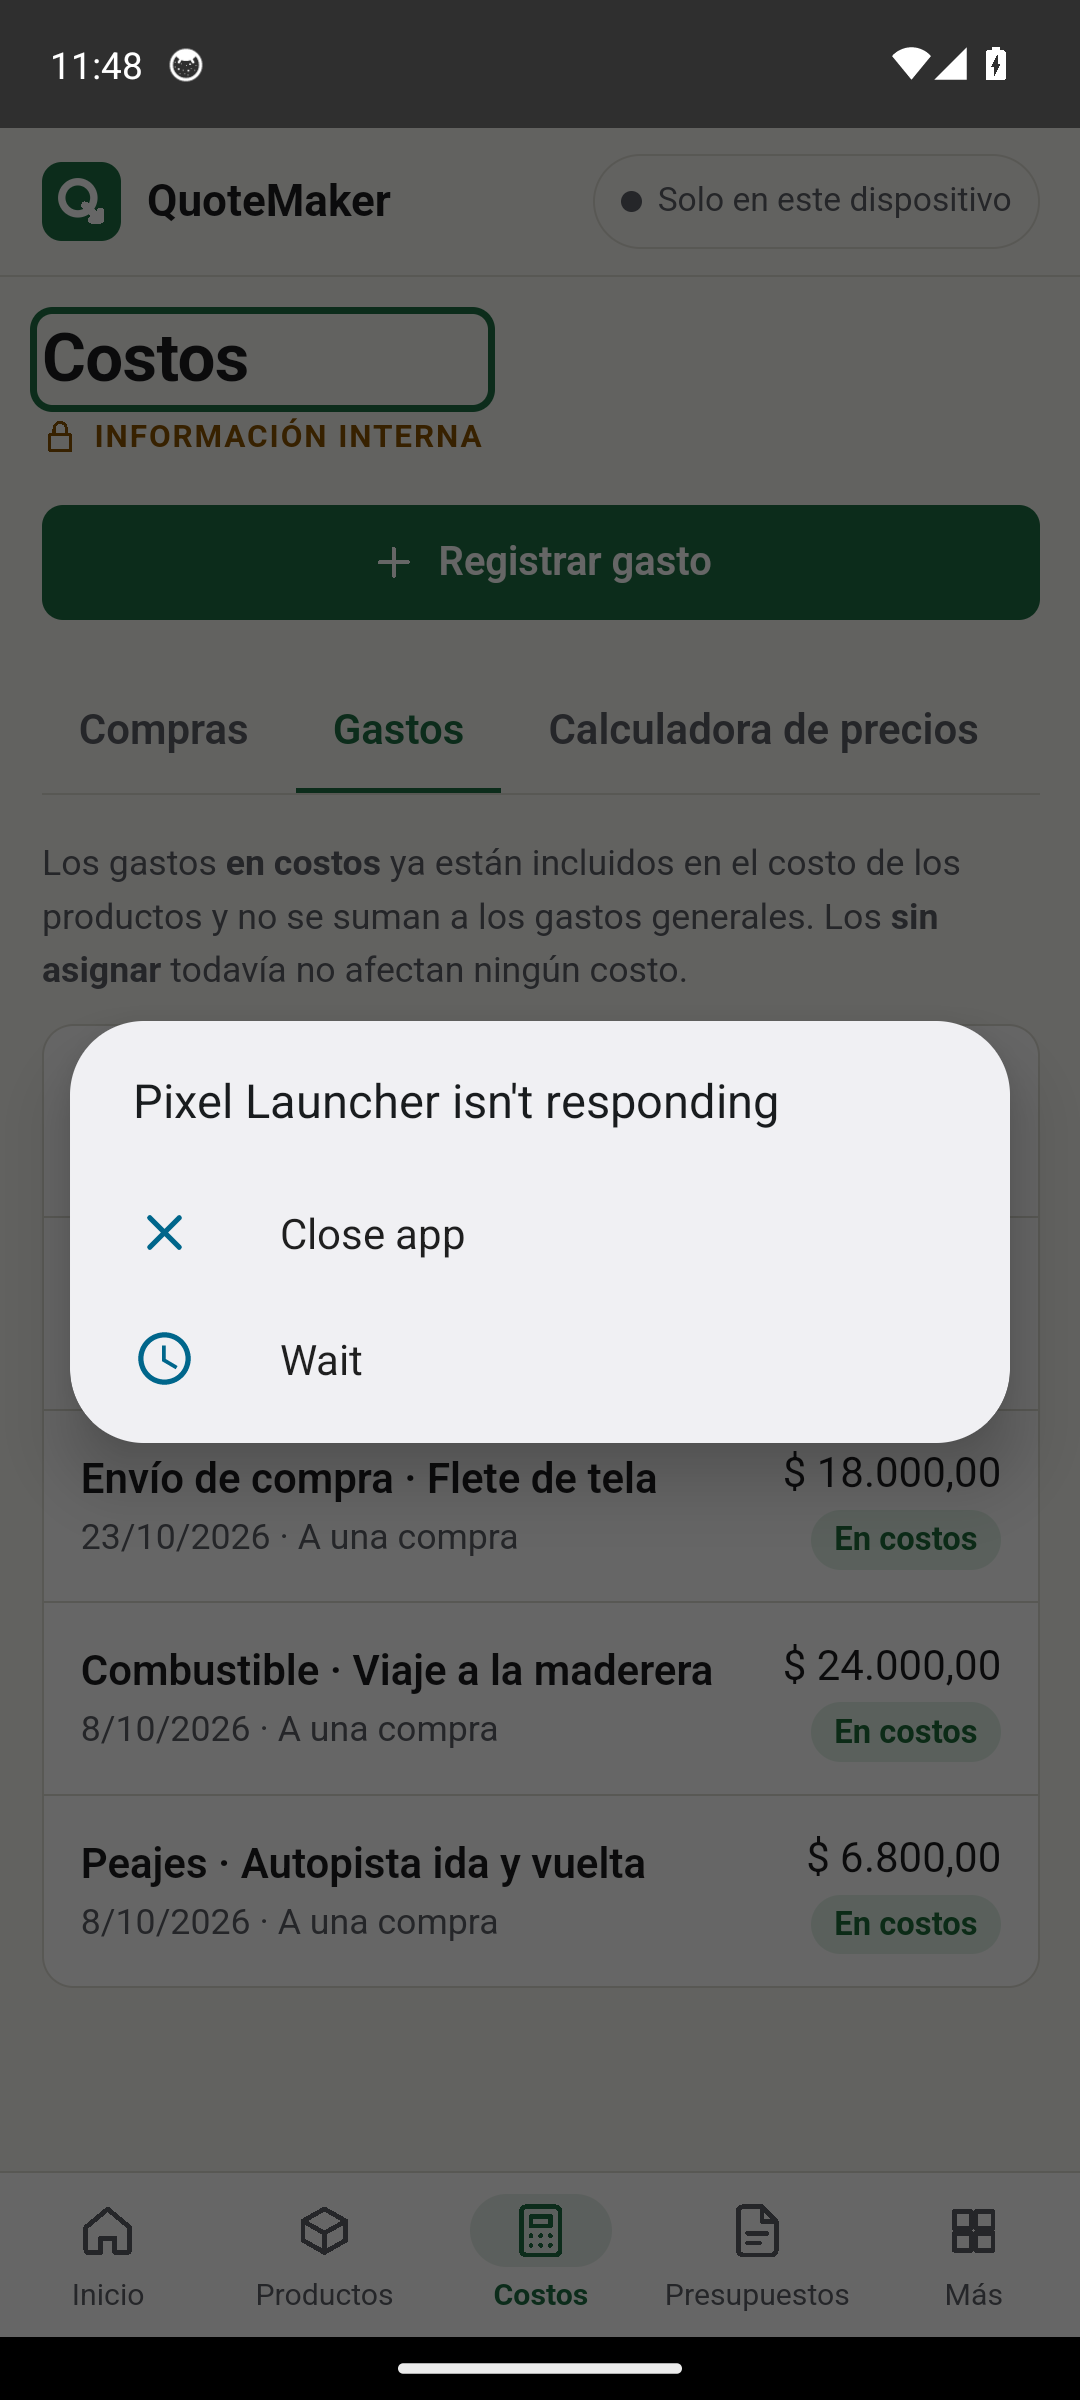 11:48
QuoteMaker
Solo en este dispositivo
Costos
INFORMACIÓN INTERNA
Registrar gasto
Compras
Gastos
Calculadora de precios
Los gastos en costos ya están incluidos en el costo de los
productos y no se suman a los gastos generales. Los sin
asignar todavía no afectan ningún costo.
Pixel Launcher isn't responding
Close app
Wait
Envío de compra · Flete de tela
$ 18.000,00
23/10/2026 · A una compra
En costos
Combustible · Viaje a la maderera
$ 24.000,00
8/10/2026 · A una compra
En costos
Peajes · Autopista ida y vuelta
$ 6.800,00
8/10/2026 · A una compra
En costos
Inicio
Productos
Costos
Presupuestos
Más